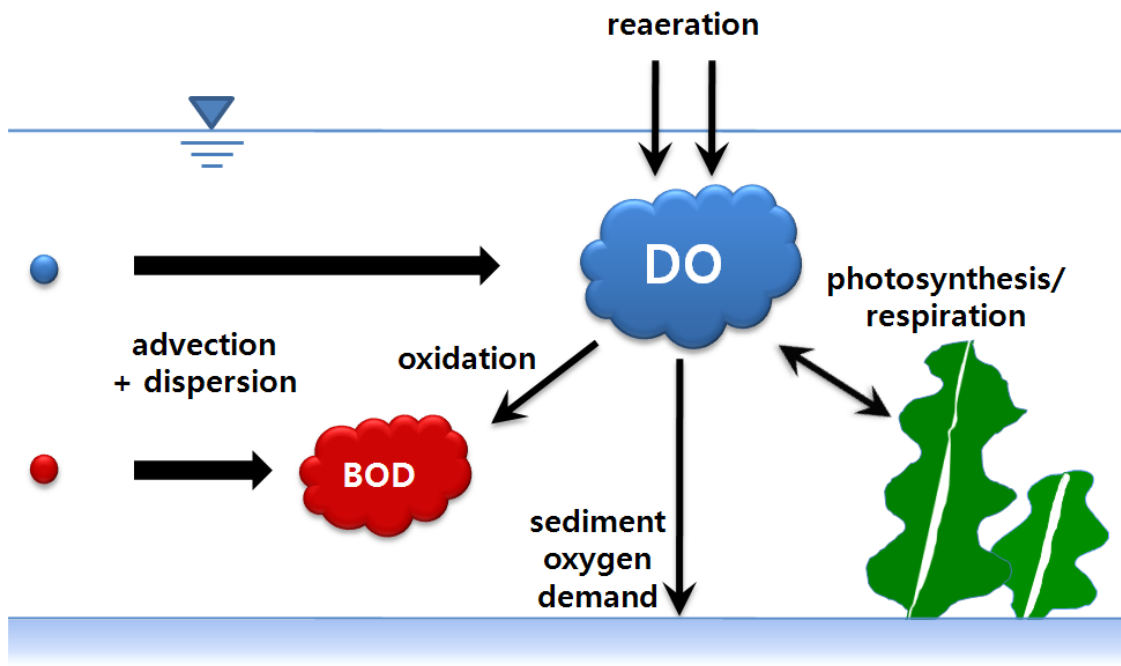 reaeration
DO
photosynthesis/
respiration
advection
+ dispersion
oxidation
BOD
sediment
oxygen
demand